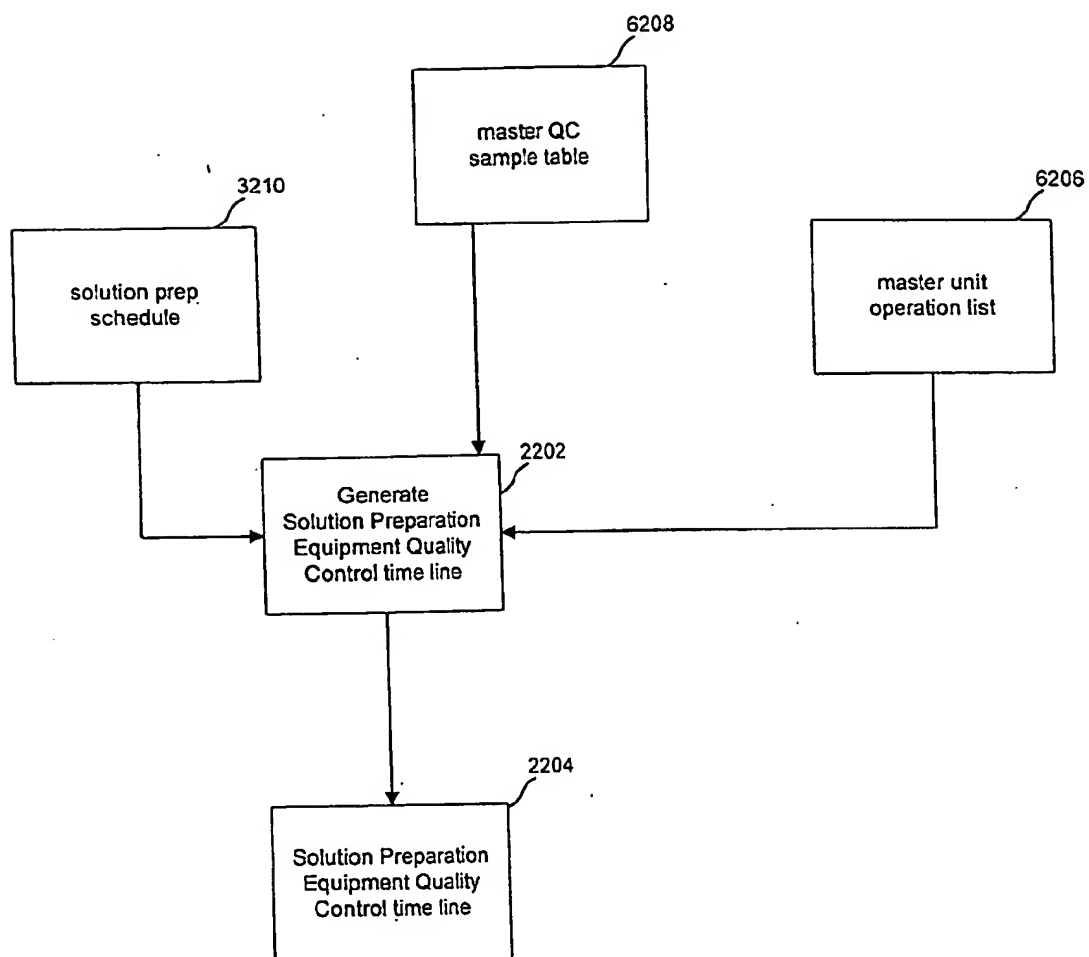 6208
master QC
sample table
3210
solution prep
schedule
6206
master unit
operation list
2202
Generate
Solution Preparation
Equipment Quality
Control time line
2204
Solution Preparation
Equipment Quality
Control time line